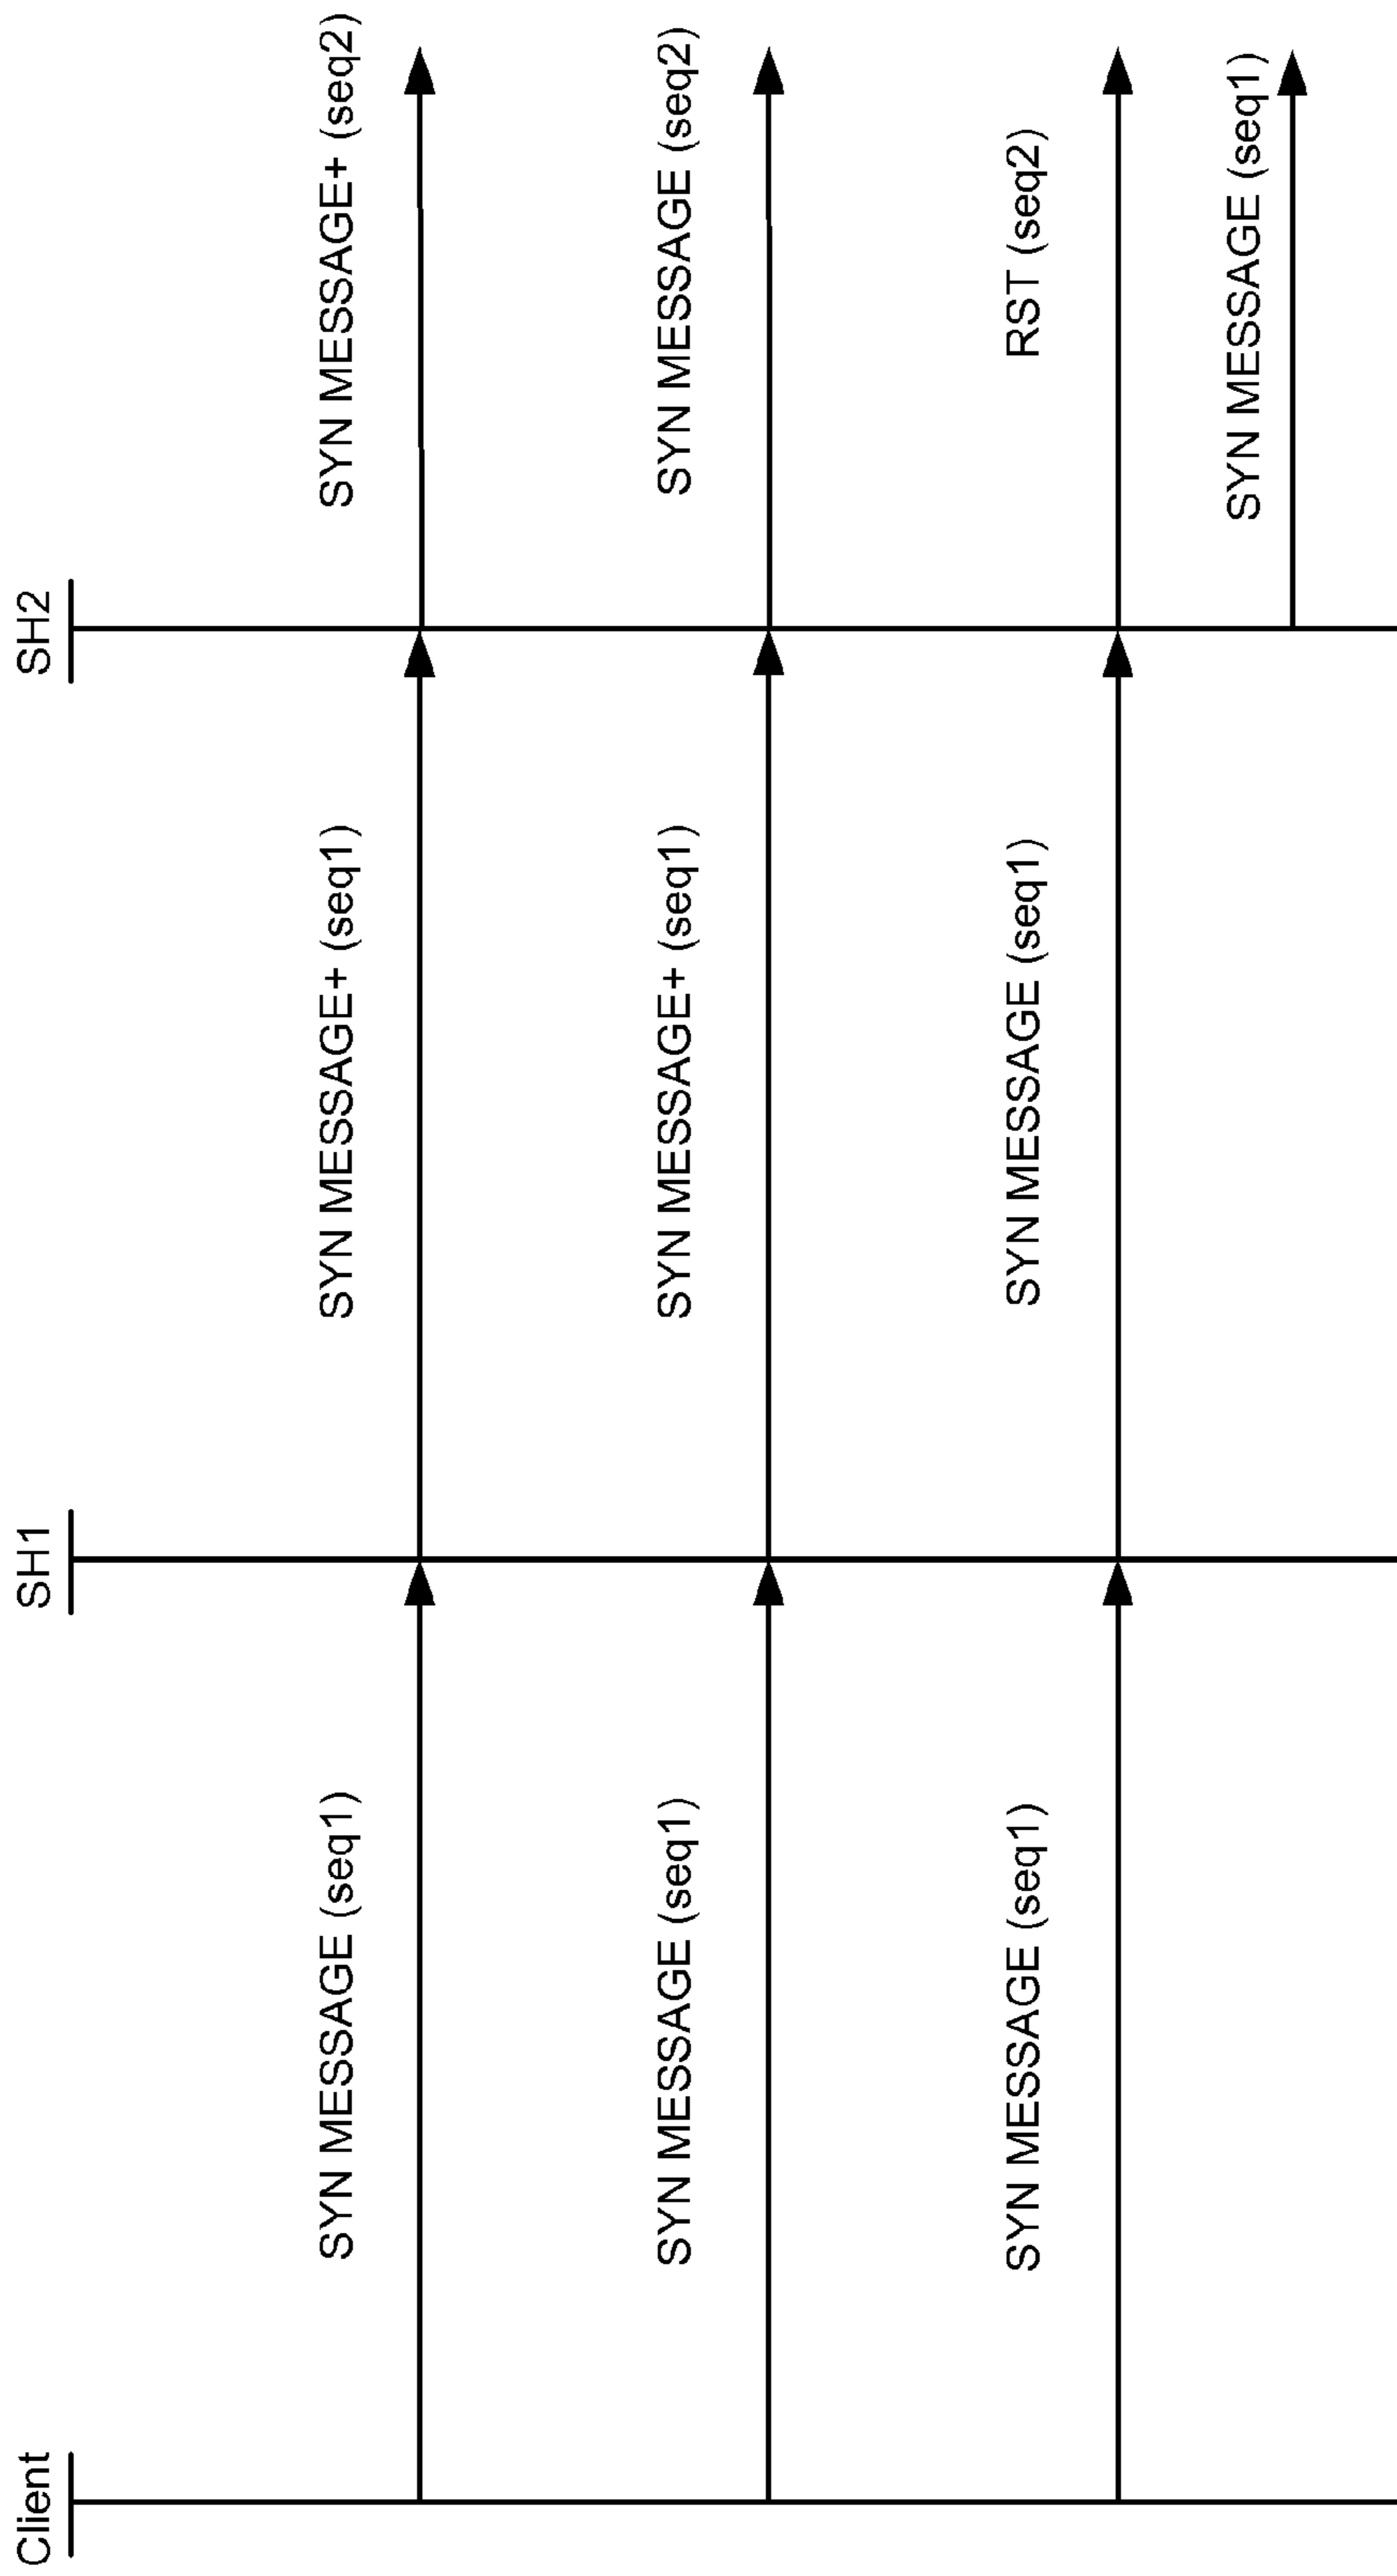 Client
SH1
SH2
SYN MESSAGE (seq1)
SYN MESSAGE+ (seq1)
SYN MESSAGE+ (seq2)
SYN MESSAGE (seq1)
SYN MESSAGE+ (seq1)
SYN MESSAGE (seq2)
SYN MESSAGE (seq1)
SYN MESSAGE (seq1)
RST (seq2)
SYN MESSAGE (seq1)